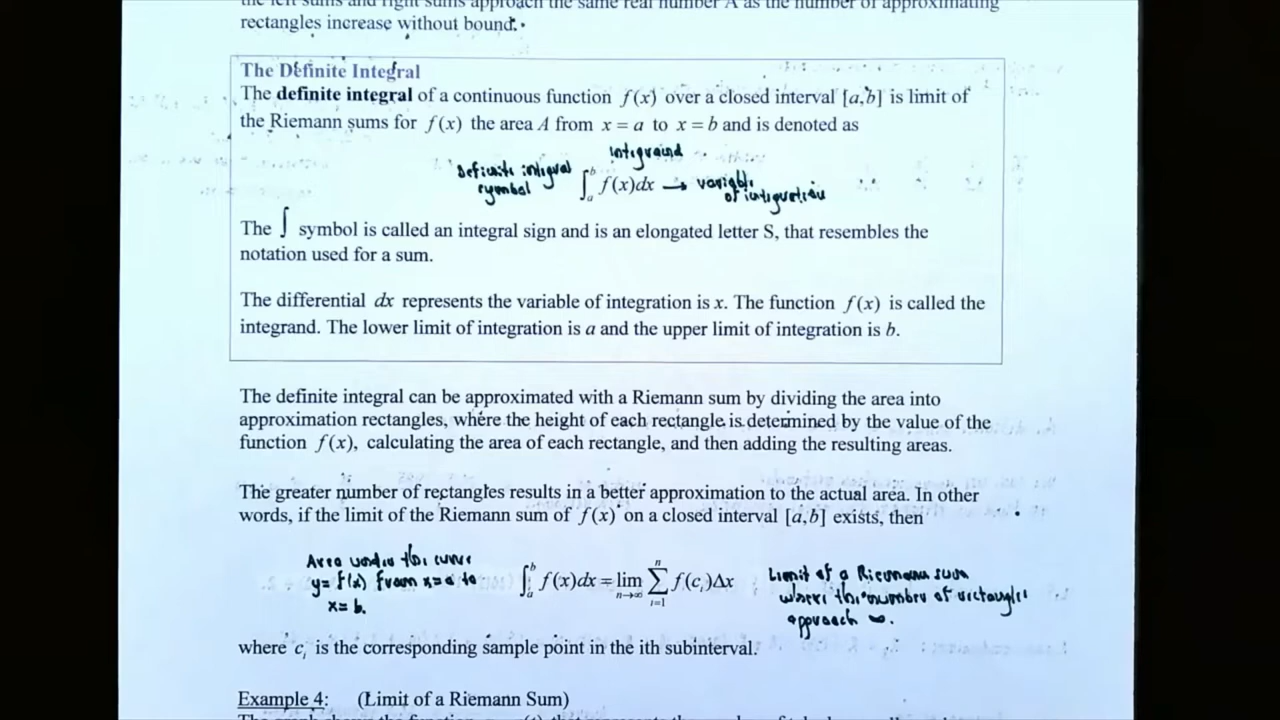 the left sums and right sums approach the same real number A as the number of approximating
rectangles increase without bound.
The Definite Integral
The definite integral of a continuous function f(x) over a closed interval [a,b] is limit of
the Riemann sums for f(x) the area A from x = a to x = b and is denoted as
integrand
Definite integral
symbol
∫_a^b f(x)dx → variable
of integration
The ∫ symbol is called an integral sign and is an elongated letter S, that resembles the
notation used for a sum.
The differential dx represents the variable of integration is x. The function f(x) is called the
integrand. The lower limit of integration is a and the upper limit of integration is b.
The definite integral can be approximated with a Riemann sum by dividing the area into
approximation rectangles, where the height of each rectangle is determined by the value of the
function f(x), calculating the area of each rectangle, and then adding the resulting areas.
The greater number of rectangles results in a better approximation to the actual area. In other
words, if the limit of the Riemann sum of f(x) on a closed interval [a,b] exists, then
Area under the curve
y = f(x) from x=a to
x = b.
∫_a^b f(x)dx = lim_{n→∞} ∑_{i=1}^n f(c_i)Δx
Limit of a Riemann sum
where the number of rectangles
approach ∞.
where c_i is the corresponding sample point in the ith subinterval.
Example 4: (Limit of a Riemann Sum)